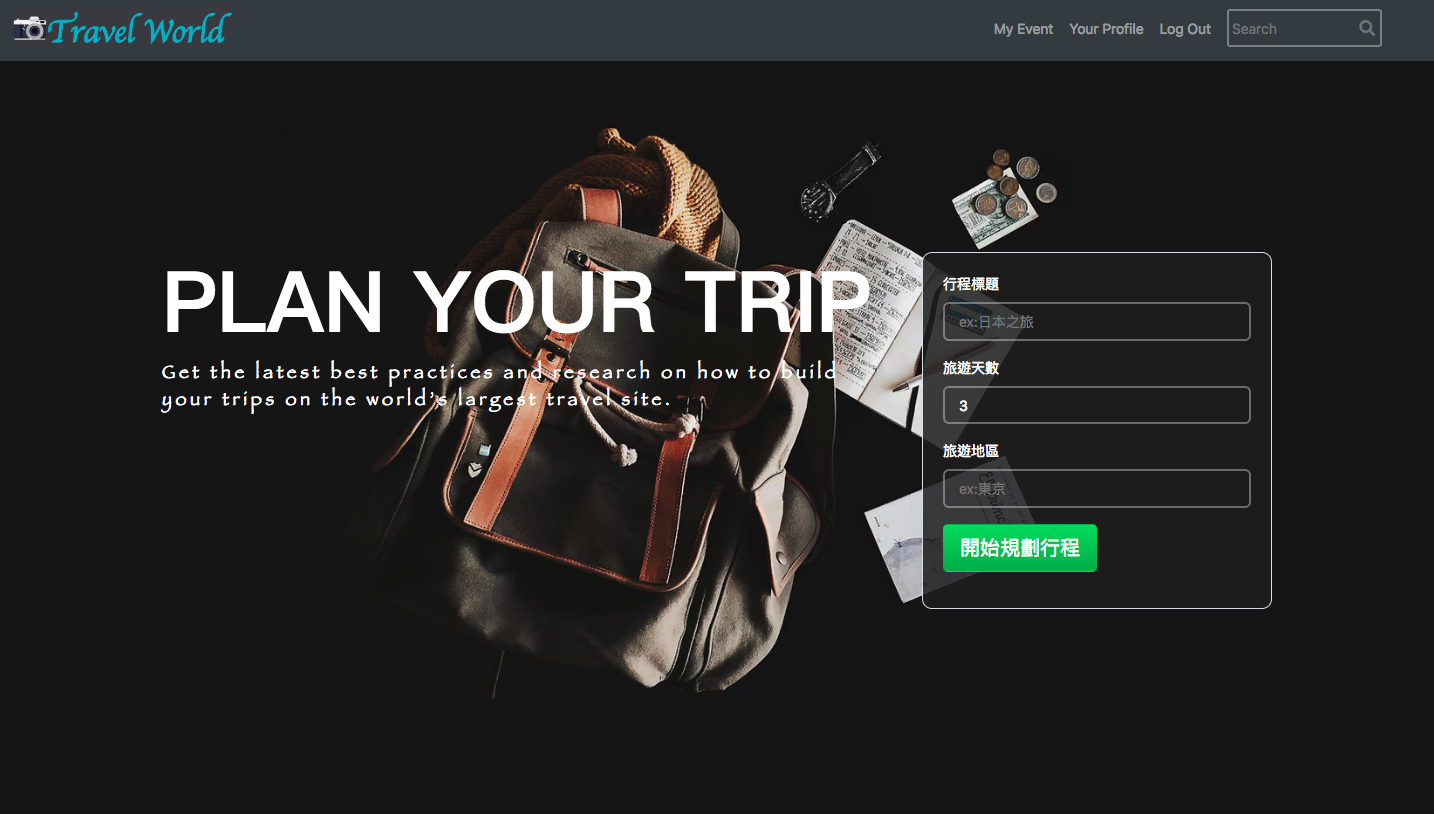 Travel World
My Event Your Profile Log Out Search
PLAN YOUR TRIP
Get the latest best practices and research on how to build
your trips on the world's largest travel site.
行程標題
ex:日本之旅
旅遊天數
3
旅遊地區
ex:東京
開始規劃行程